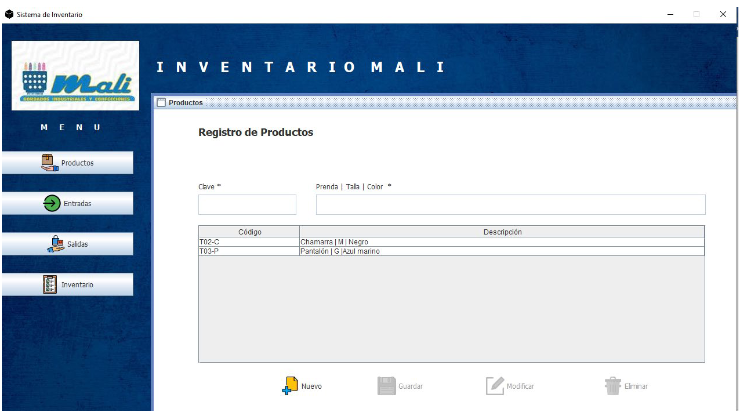 Sistema de Inventario
Mali
BORDADOS INDUSTRIALES Y CONFECCIONES
INVENTARIO MALI
MENU
Productos
Entradas
Salidas
Inventario
Productos
Registro de Productos
Clave * Prenda | Talla | Color *
Código Descripción
T02-C Chamarra | M | Negro
T03-P Pantalón | G |Azul marino
Nuevo Guardar Modificar Eliminar